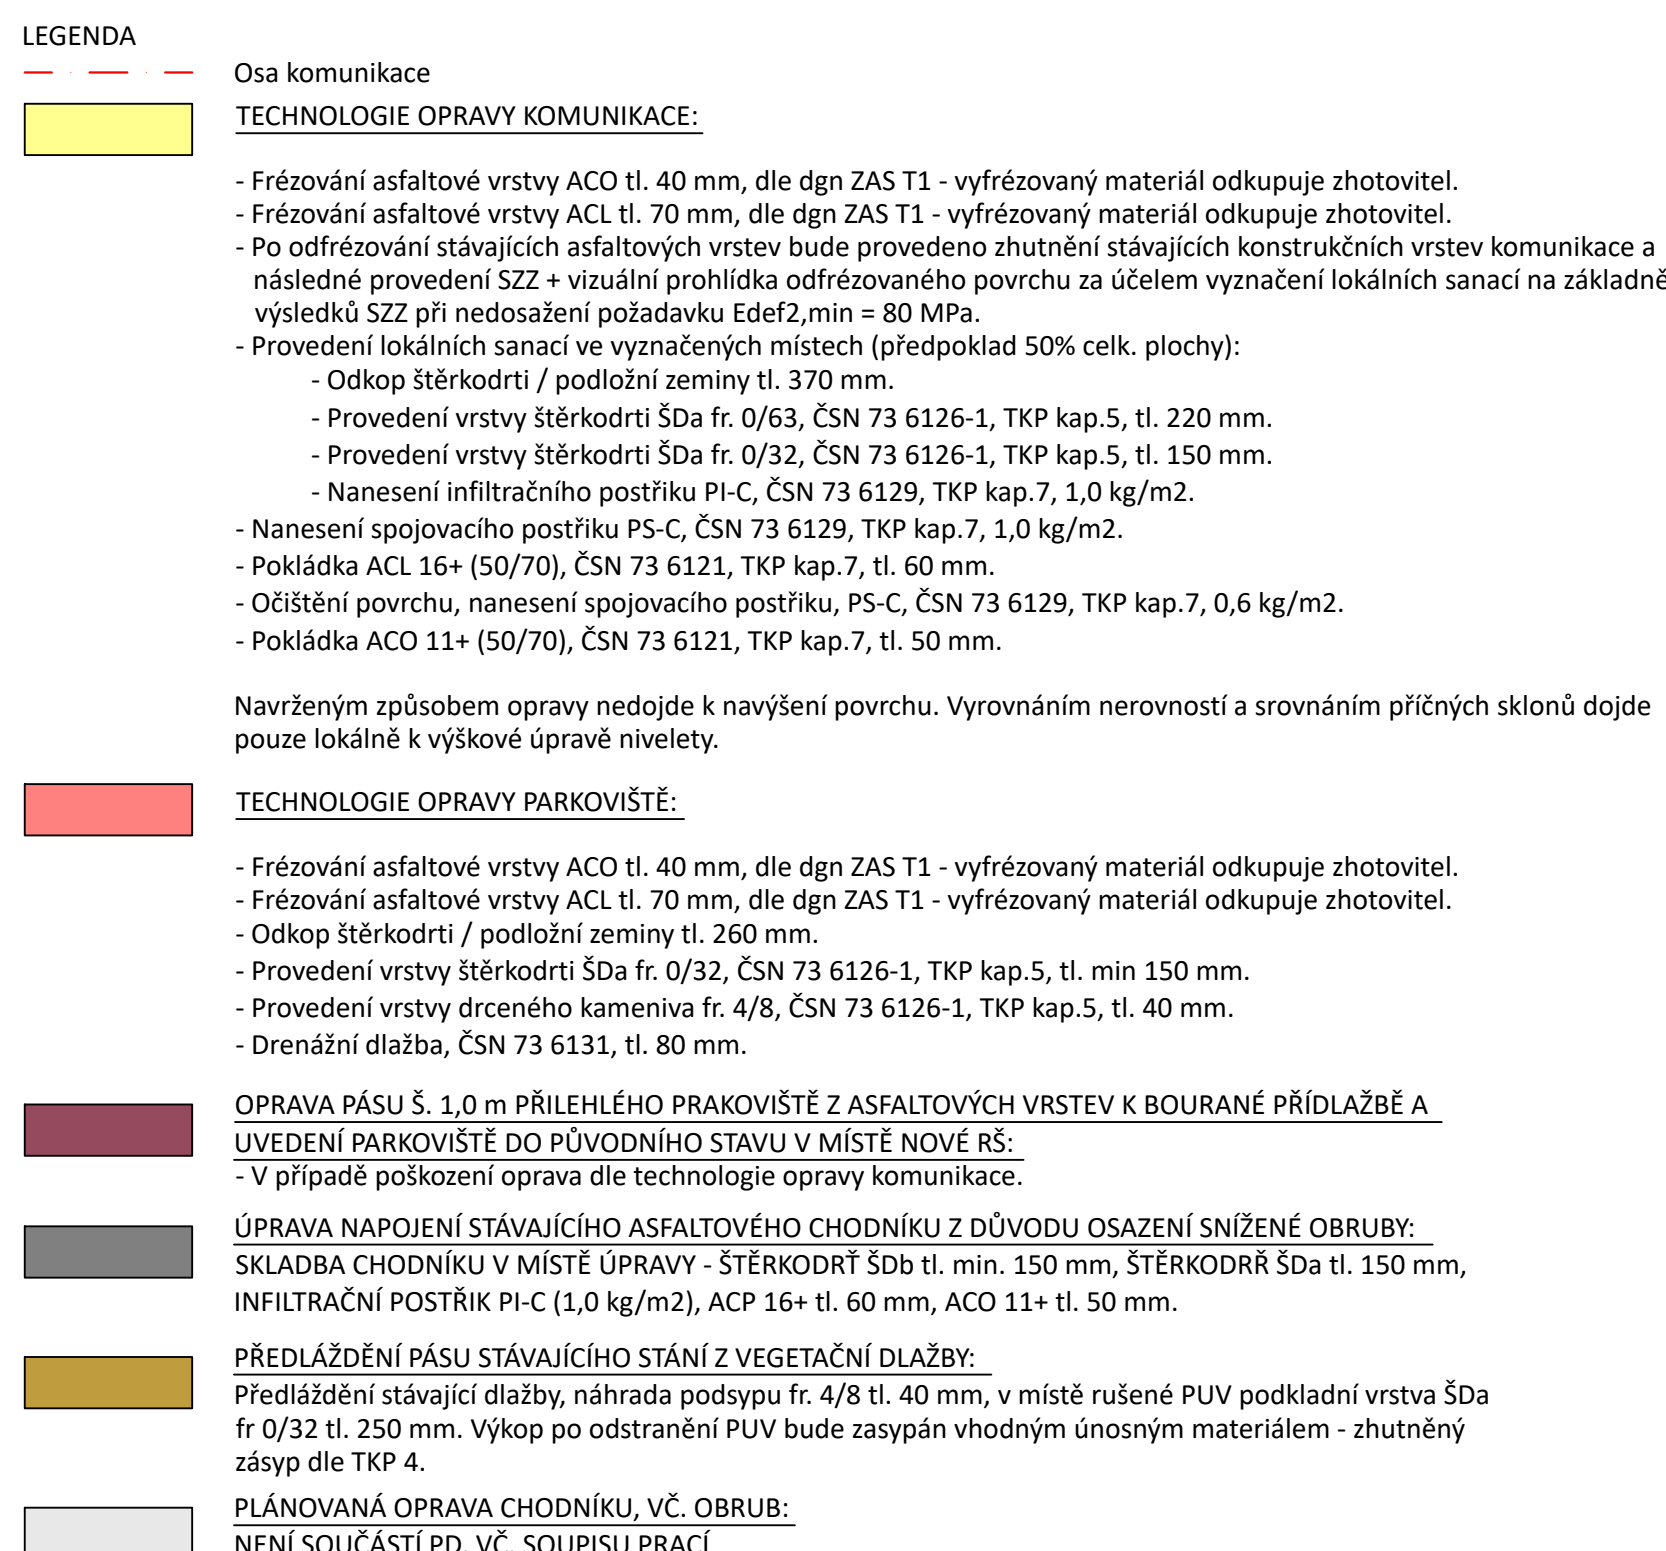 LEGENDA
Osa komunikace
TECHNOLOGIE OPRAVY KOMUNIKACE:
- Frézování asfaltové vrstvy ACO tl. 40 mm, dle dgn ZAS T1 - vyfrézovaný materiál odkupuje zhotovitel.
- Frézování asfaltové vrstvy ACL tl. 70 mm, dle dgn ZAS T1 - vyfrézovaný materiál odkupuje zhotovitel.
- Po odfrézování stávajících asfaltových vrstev bude provedeno zhutnění stávajících konstrukčních vrstev komunikace a
následné provedení SZZ + vizuální prohlídka odfrézovaného povrchu za účelem vyznačení lokálních sanací na základně
výsledků SZZ při nedosažení požadavku Edef2,min = 80 MPa.
- Provedení lokálních sanací ve vyznačených místech (předpoklad 50% celk. plochy):
- Odkop štěrkodrti / podložní zeminy tl. 370 mm.
- Provedení vrstvy štěrkodrti ŠDa fr. 0/63, ČSN 73 6126-1, TKP kap.5, tl. 220 mm.
- Provedení vrstvy štěrkodrti ŠDa fr. 0/32, ČSN 73 6126-1, TKP kap.5, tl. 150 mm.
- Nanesení infiltračního postřiku PI-C, ČSN 73 6129, TKP kap.7, 1,0 kg/m2.
- Nanesení spojovacího postřiku PS-C, ČSN 73 6129, TKP kap.7, 1,0 kg/m2.
- Pokládka ACL 16+ (50/70), ČSN 73 6121, TKP kap.7, tl. 60 mm.
- Očištění povrchu, nanesení spojovacího postřiku, PS-C, ČSN 73 6129, TKP kap.7, 0,6 kg/m2.
- Pokládka ACO 11+ (50/70), ČSN 73 6121, TKP kap.7, tl. 50 mm.
Navrženým způsobem opravy nedojde k navýšení povrchu. Vyrovnáním nerovností a srovnáním příčných sklonů dojde
pouze lokálně k výškové úpravě nivelety.
TECHNOLOGIE OPRAVY PARKOVIŠTĚ:
- Frézování asfaltové vrstvy ACO tl. 40 mm, dle dgn ZAS T1 - vyfrézovaný materiál odkupuje zhotovitel.
- Frézování asfaltové vrstvy ACL tl. 70 mm, dle dgn ZAS T1 - vyfrézovaný materiál odkupuje zhotovitel.
- Odkop štěrkodrti / podložní zeminy tl. 260 mm.
- Provedení vrstvy štěrkodrti ŠDa fr. 0/32, ČSN 73 6126-1, TKP kap.5, tl. min 150 mm.
- Provedení vrstvy drceného kameniva fr. 4/8, ČSN 73 6126-1, TKP kap.5, tl. 40 mm.
- Drenážní dlažba, ČSN 73 6131, tl. 80 mm.
OPRAVA PÁSU Š. 1,0 m PŘILEHLÉHO PRAKOVIŠTĚ Z ASFALTOVÝCH VRSTEV K BOURANÉ PŘÍDLAŽBĚ A
UVEDENÍ PARKOVIŠTĚ DO PŮVODNÍHO STAVU V MÍSTĚ NOVÉ RŠ:
- V případě poškození oprava dle technologie opravy komunikace.
ÚPRAVA NAPOJENÍ STÁVAJÍCÍHO ASFALTOVÉHO CHODNÍKU Z DŮVODU OSAZENÍ SNÍŽENÉ OBRUBY:
SKLADBA CHODNÍKU V MÍSTĚ ÚPRAVY - ŠTĚRKODRŤ ŠDb tl. min. 150 mm, ŠTĚRKODRŘ ŠDa tl. 150 mm,
INFILTRAČNÍ POSTŘIK PI-C (1,0 kg/m2), ACP 16+ tl. 60 mm, ACO 11+ tl. 50 mm.
PŘEDLÁŽDĚNÍ PÁSU STÁVAJÍCÍHO STÁNÍ Z VEGETAČNÍ DLAŽBY:
Předláždění stávající dlažby, náhrada podsypu fr. 4/8 tl. 40 mm, v místě rušené PUV podkladní vrstva ŠDa
fr 0/32 tl. 250 mm. Výkop po odstranění PUV bude zasypán vhodným únosným materiálem - zhutněný
zásyp dle TKP 4.
PLÁNOVANÁ OPRAVA CHODNÍKU, VČ. OBRUB:
NENÍ SOUČÁSTÍ PD, VČ. SOUPISU PRACÍ